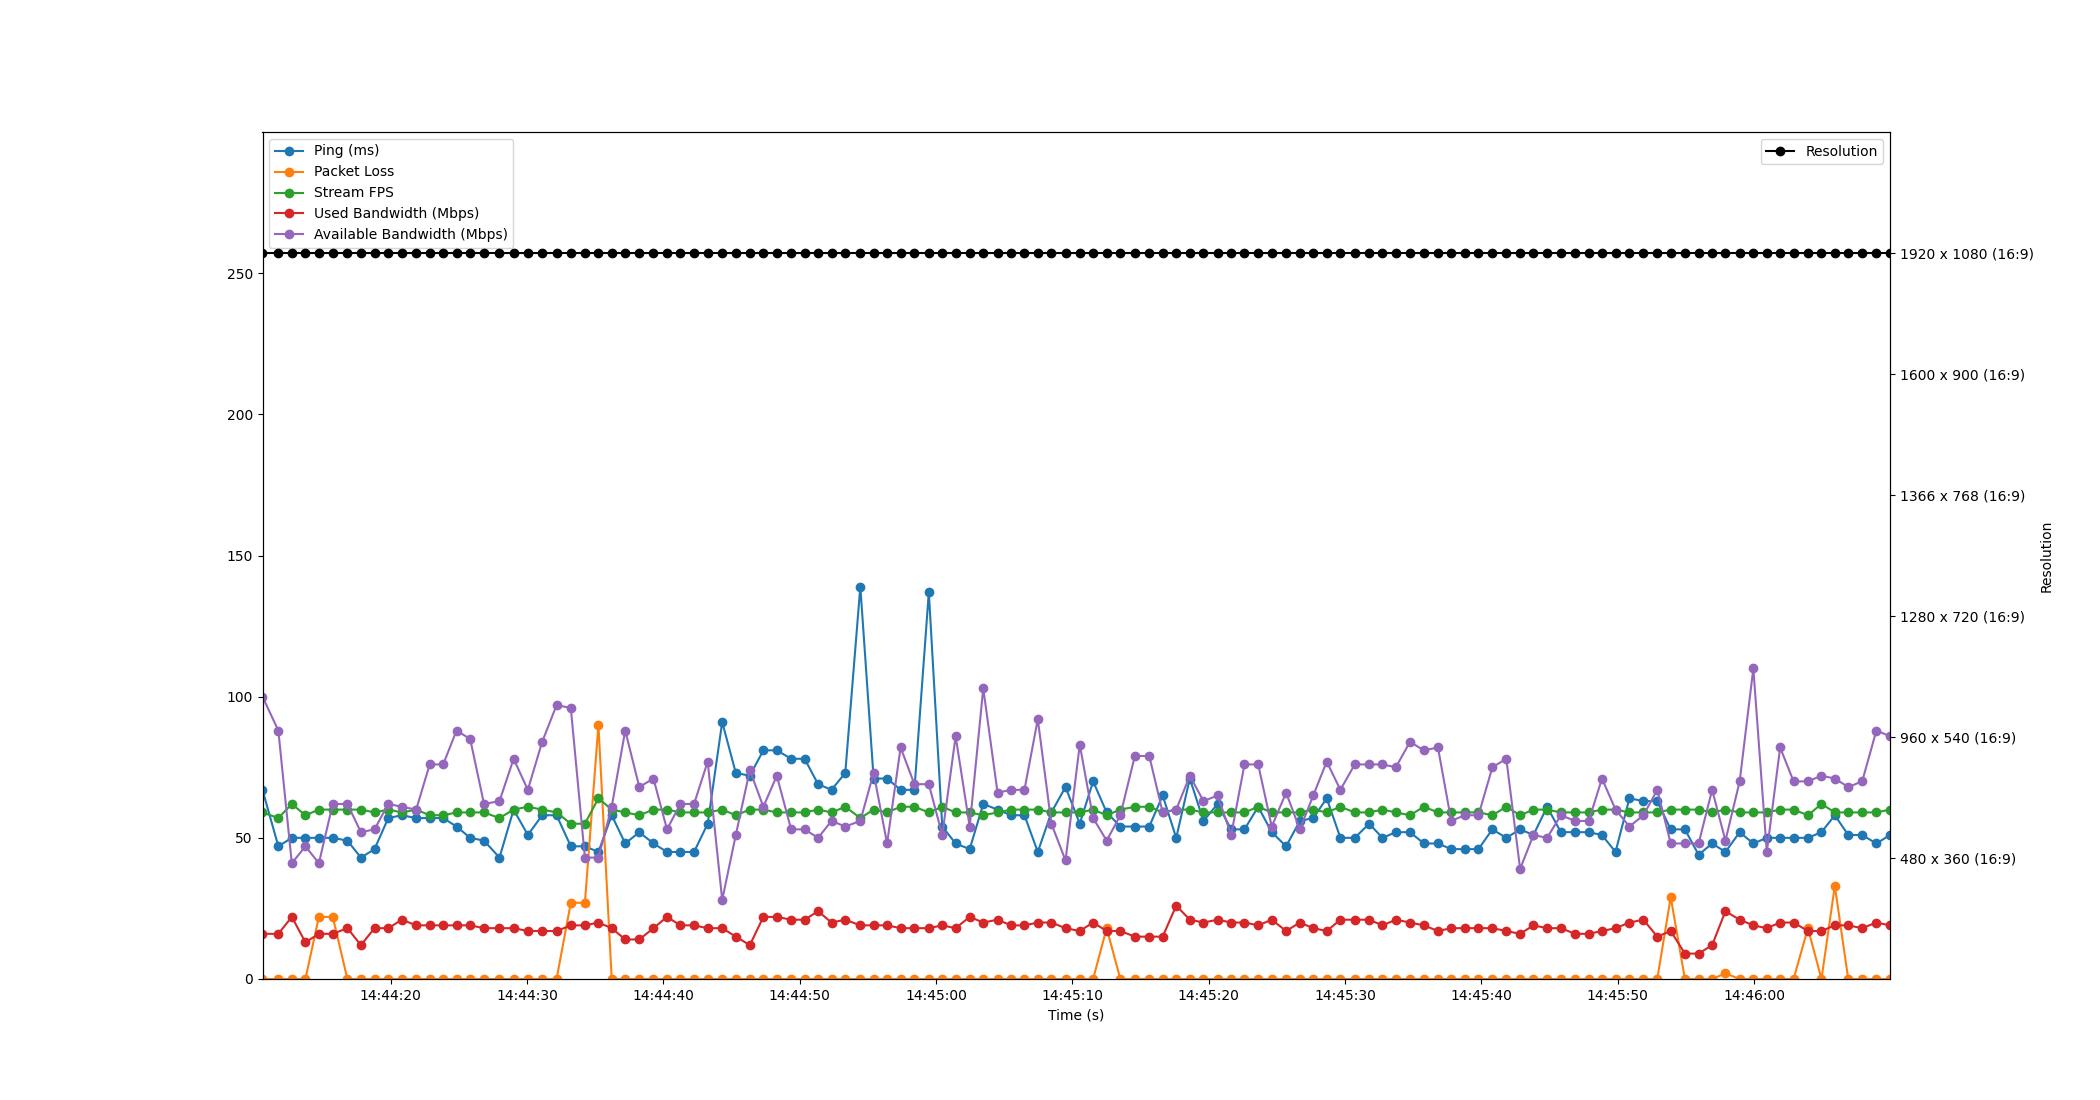 Ping (ms)
Packet Loss
Stream FPS
Used Bandwidth (Mbps)
Available Bandwidth (Mbps)
Resolution
250
200
150
100
50
0
1920 x 1080 (16:9)
1600 x 900 (16:9)
1366 x 768 (16:9)
1280 x 720 (16:9)
960 x 540 (16:9)
480 x 360 (16:9)
Resolution
14:44:20 14:44:30 14:44:40 14:44:50 14:45:00 14:45:10 14:45:20 14:45:30 14:45:40 14:45:50 14:46:00
Time (s)